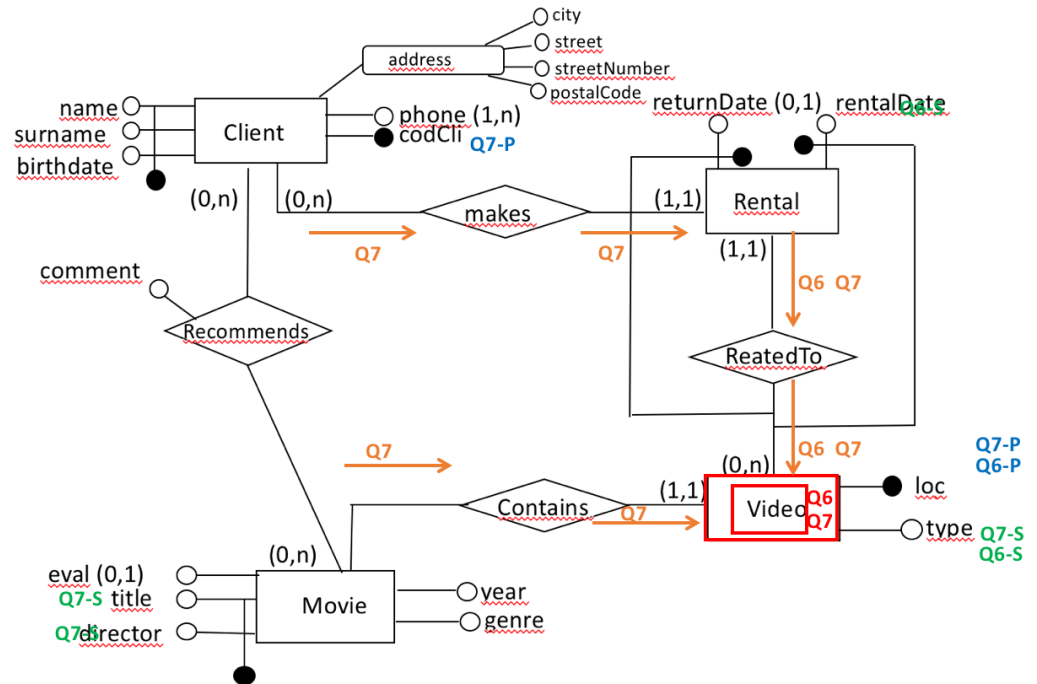 city
street
address
streetNumber
postalCode
name
surname
birthdate
Client
phone (1,n)
codCli
Q7-P
returnDate (0,1) rentalDate
Q6-S
(0,n)
(0,n)
makes
(1,1)
Rental
Q7
Q7
(1,1)
comment
Q6 Q7
Recommends
ReatedTo
Q7
Q6 Q7
Q7-P
Q6-P
(0,n)
(1,1)
loc
Contains
Q7
Video
Q6
Q7
type
Q7-S
Q6-S
(0,n)
eval (0,1)
Q7-S title
Q7-S director
Movie
year
genre